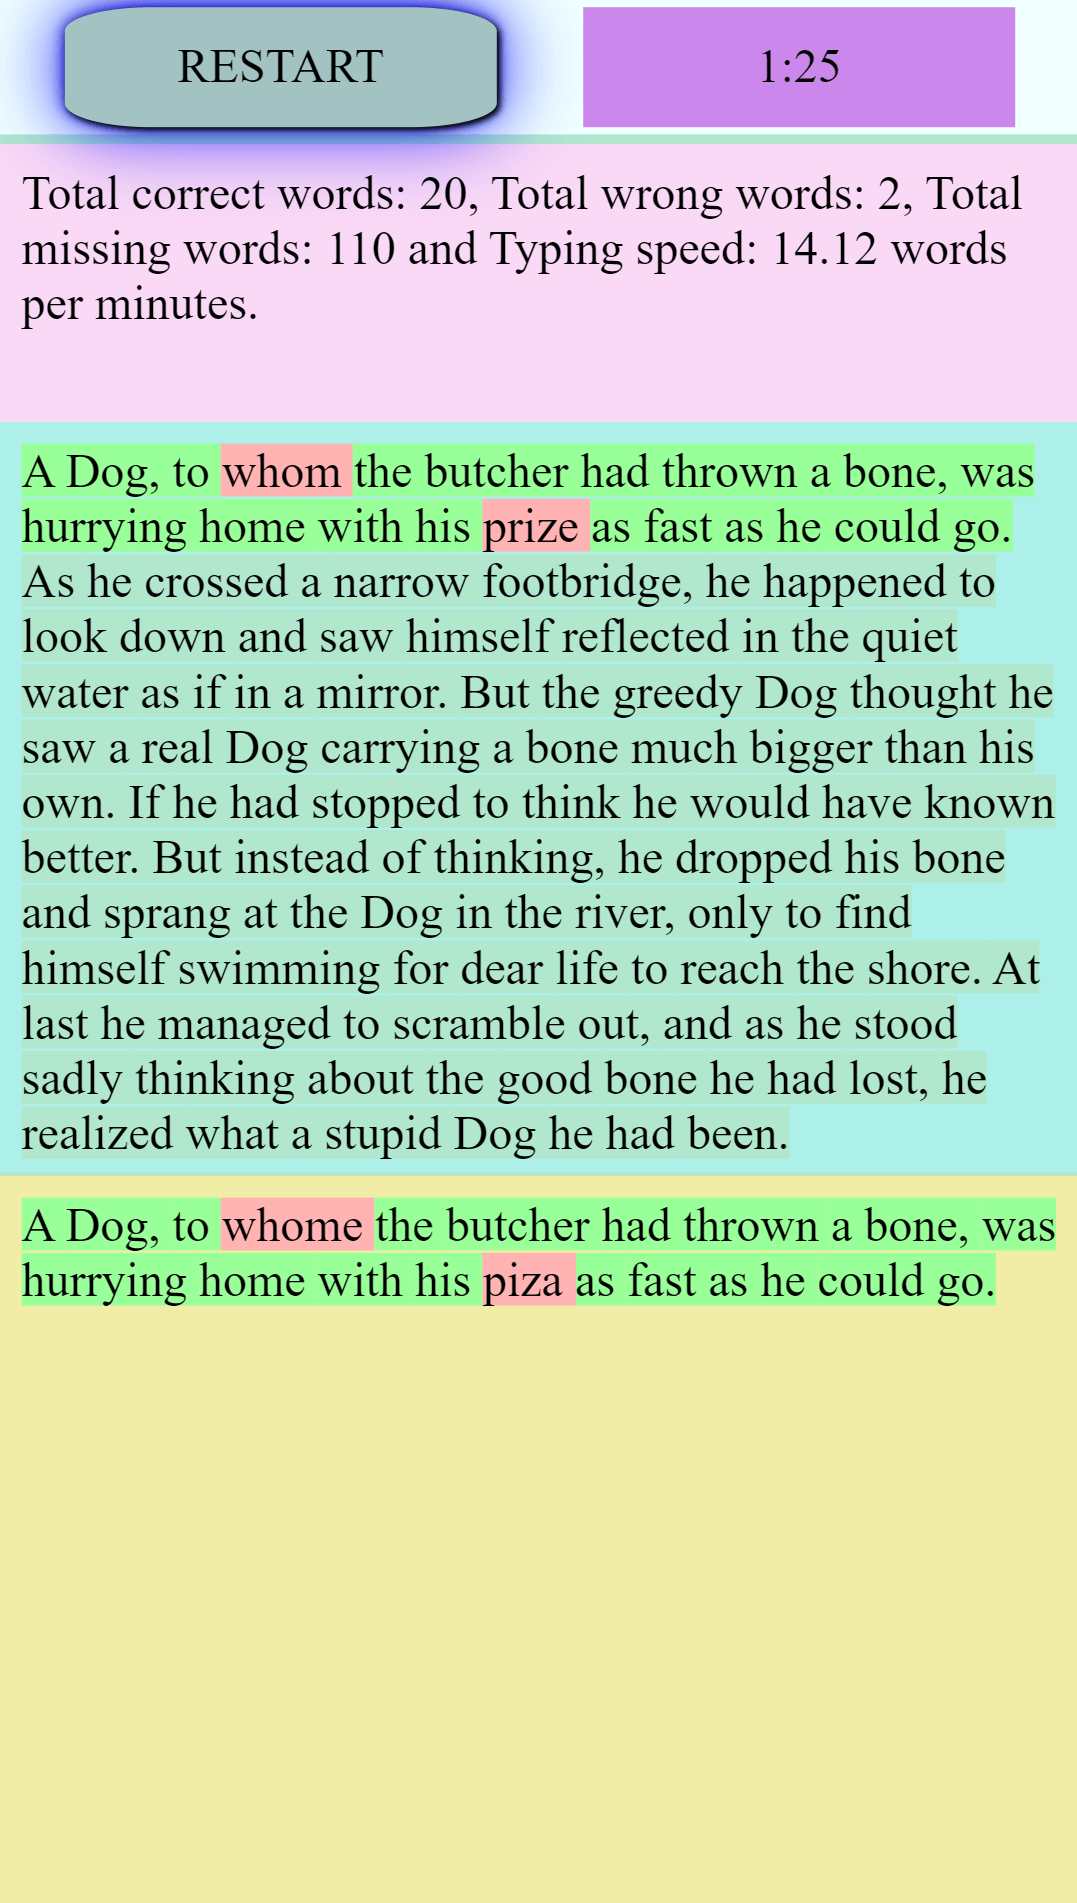 RESTART
1:25
Total correct words: 20, Total wrong words: 2, Total
missing words: 110 and Typing speed: 14.12 words
per minutes.
A Dog, to whom the butcher had thrown a bone, was
hurrying home with his prize as fast as he could go.
As he crossed a narrow footbridge, he happened to
look down and saw himself reflected in the quiet
water as if in a mirror. But the greedy Dog thought he
saw a real Dog carrying a bone much bigger than his
own. If he had stopped to think he would have known
better. But instead of thinking, he dropped his bone
and sprang at the Dog in the river, only to find
himself swimming for dear life to reach the shore. At
last he managed to scramble out, and as he stood
sadly thinking about the good bone he had lost, he
realized what a stupid Dog he had been.
A Dog, to whome the butcher had thrown a bone, was
hurrying home with his piza as fast as he could go.